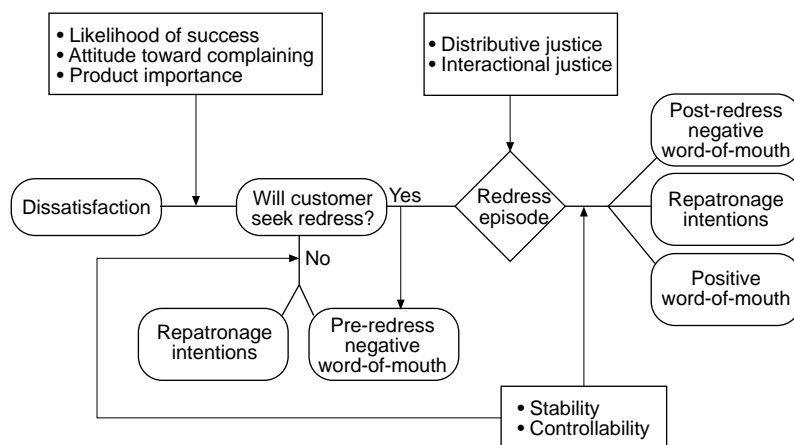 • Likelihood of success
• Attitude toward complaining
• Product importance
• Distributive justice
• Interactional justice
Dissatisfaction
Will customer
seek redress?
Yes
No
Redress
episode
Post-redress
negative
word-of-mouth
Repatronage
intentions
Positive
word-of-mouth
Repatronage
intentions
Pre-redress
negative
word-of-mouth
• Stability
• Controllability